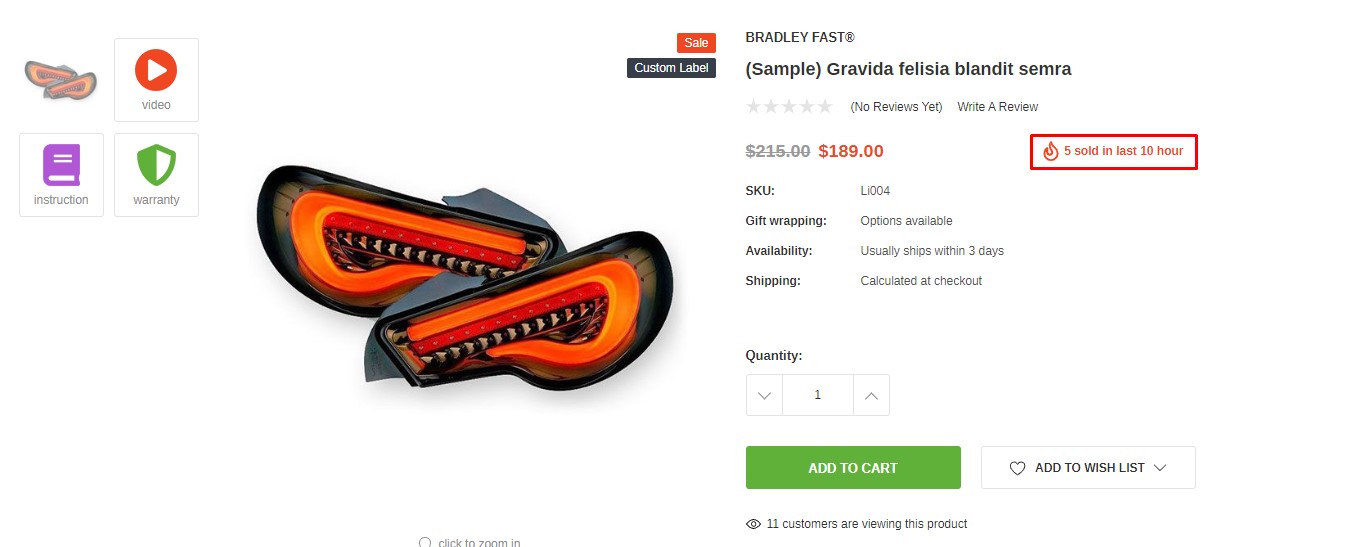 Sale
Custom Label
video
instruction
warranty
click to zoom in
BRADLEY FAST®
(Sample) Gravida felisia blandit semra
(No Reviews Yet) Write A Review
$215.00 $189.00
5 sold in last 10 hour
SKU: Li004
Gift wrapping: Options available
Availability: Usually ships within 3 days
Shipping: Calculated at checkout
Quantity:
1
ADD TO CART
ADD TO WISH LIST
11 customers are viewing this product